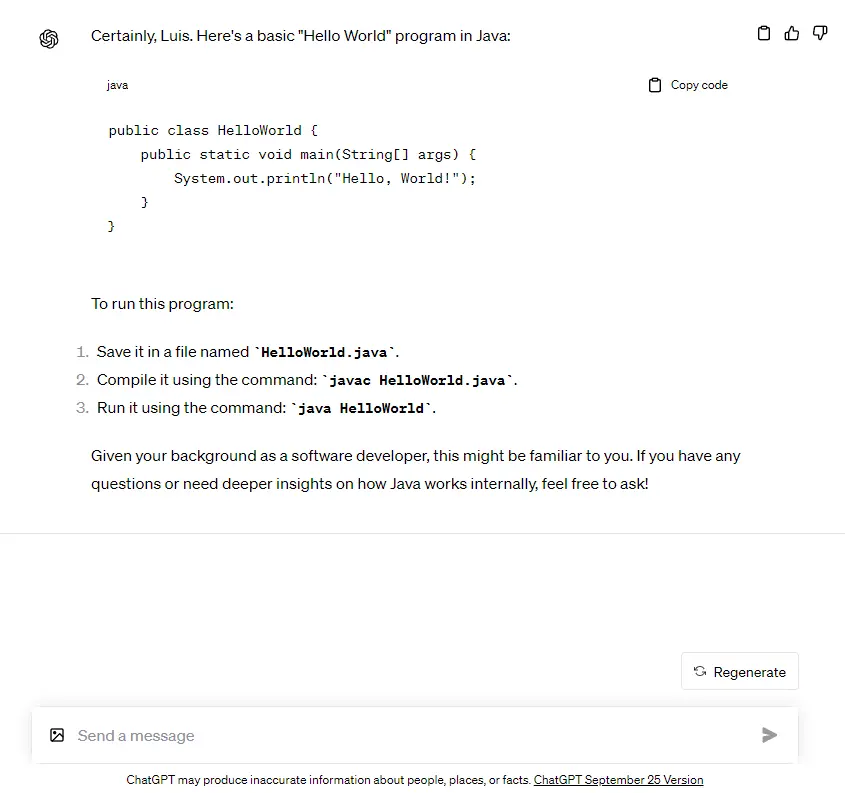 Certainly, Luis. Here's a basic "Hello World" program in Java:
java
Copy code
public class HelloWorld {
    public static void main(String[] args) {
        System.out.println("Hello, World!");
    }
}
To run this program:
1. Save it in a file named `HelloWorld.java`.
2. Compile it using the command: `javac HelloWorld.java`.
3. Run it using the command: `java HelloWorld`.
Given your background as a software developer, this might be familiar to you. If you have any
questions or need deeper insights on how Java works internally, feel free to ask!
Regenerate
Send a message
ChatGPT may produce inaccurate information about people, places, or facts. ChatGPT September 25 Version